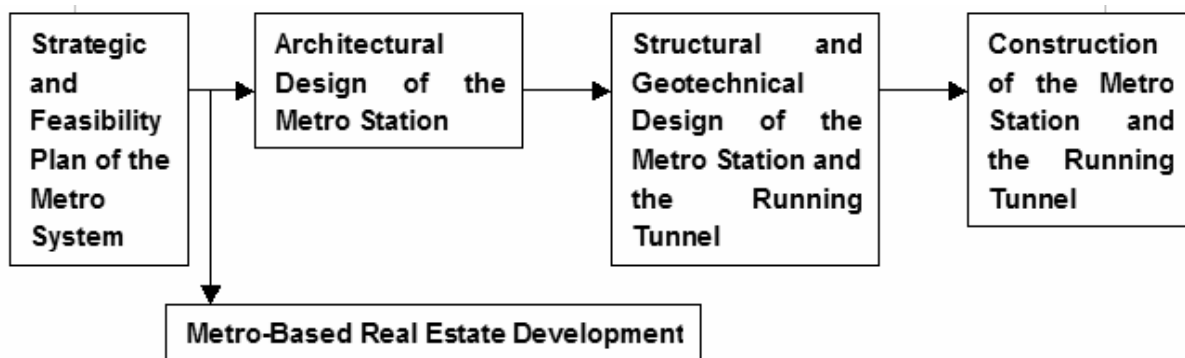 Strategic
and
Feasibility
Plan of the
Metro
System
Architectural
Design of the
Metro Station
Structural and
Geotechnical
Design of the
Metro Station and
the Running
Tunnel
Construction
of the Metro
Station and
the Running
Tunnel
Metro-Based Real Estate Development